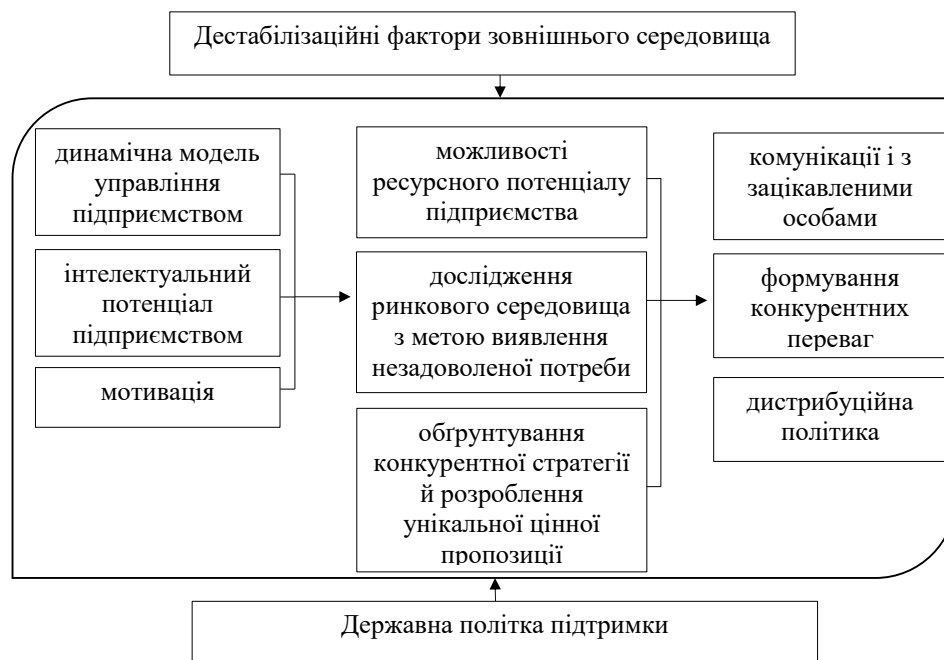 Дестабілізаційні фактори зовнішнього середовища
динамічна модель
управління
підприємством
інтелектуальний
потенціал
підприємством
мотивація
можливості
ресурсного потенціалу
підприємства
дослідження
ринкового середовища
з метою виявлення
незадоволеної потреби
обґрунтування
конкурентної стратегії
й розроблення
унікальної цінної
пропозиції
комунікації і з
зацікавленими
особами
формування
конкурентних
переваг
дистрибуційна
політика
Державна політка підтримки